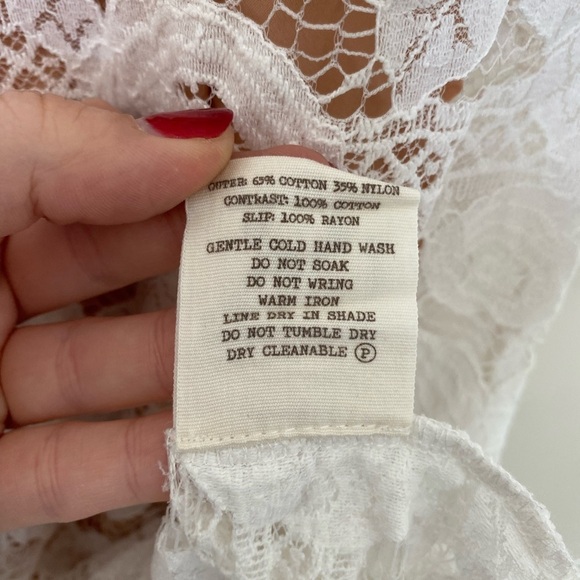 OUTER: 65% COTTON 35% NYLON
CONTRAST: 100% COTTON
SLIP: 100% RAYON
GENTLE COLD HAND WASH
DO NOT SOAK
DO NOT WRING
WARM IRON
LINE DRY IN SHADE
DO NOT TUMBLE DRY
DRY CLEANABLE Ⓟ